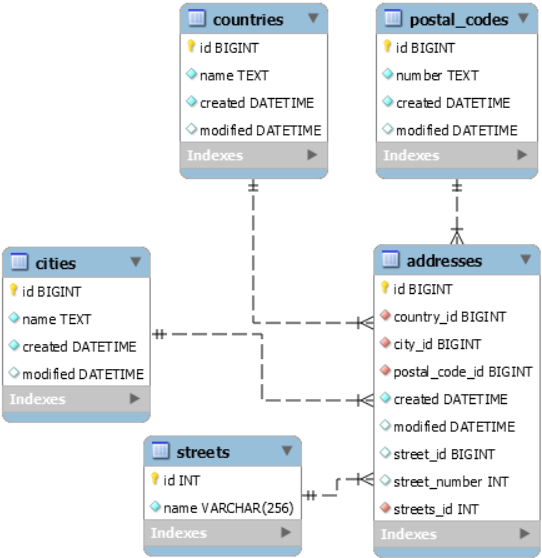 countries
id BIGINT
name TEXT
created DATETIME
modified DATETIME
Indexes
postal_codes
id BIGINT
number TEXT
created DATETIME
modified DATETIME
Indexes
cities
id BIGINT
name TEXT
created DATETIME
modified DATETIME
Indexes
addresses
id BIGINT
country_id BIGINT
city_id BIGINT
postal_code_id BIGINT
created DATETIME
modified DATETIME
street_id BIGINT
street_number INT
streets_id INT
Indexes
streets
id INT
name VARCHAR(256)
Indexes